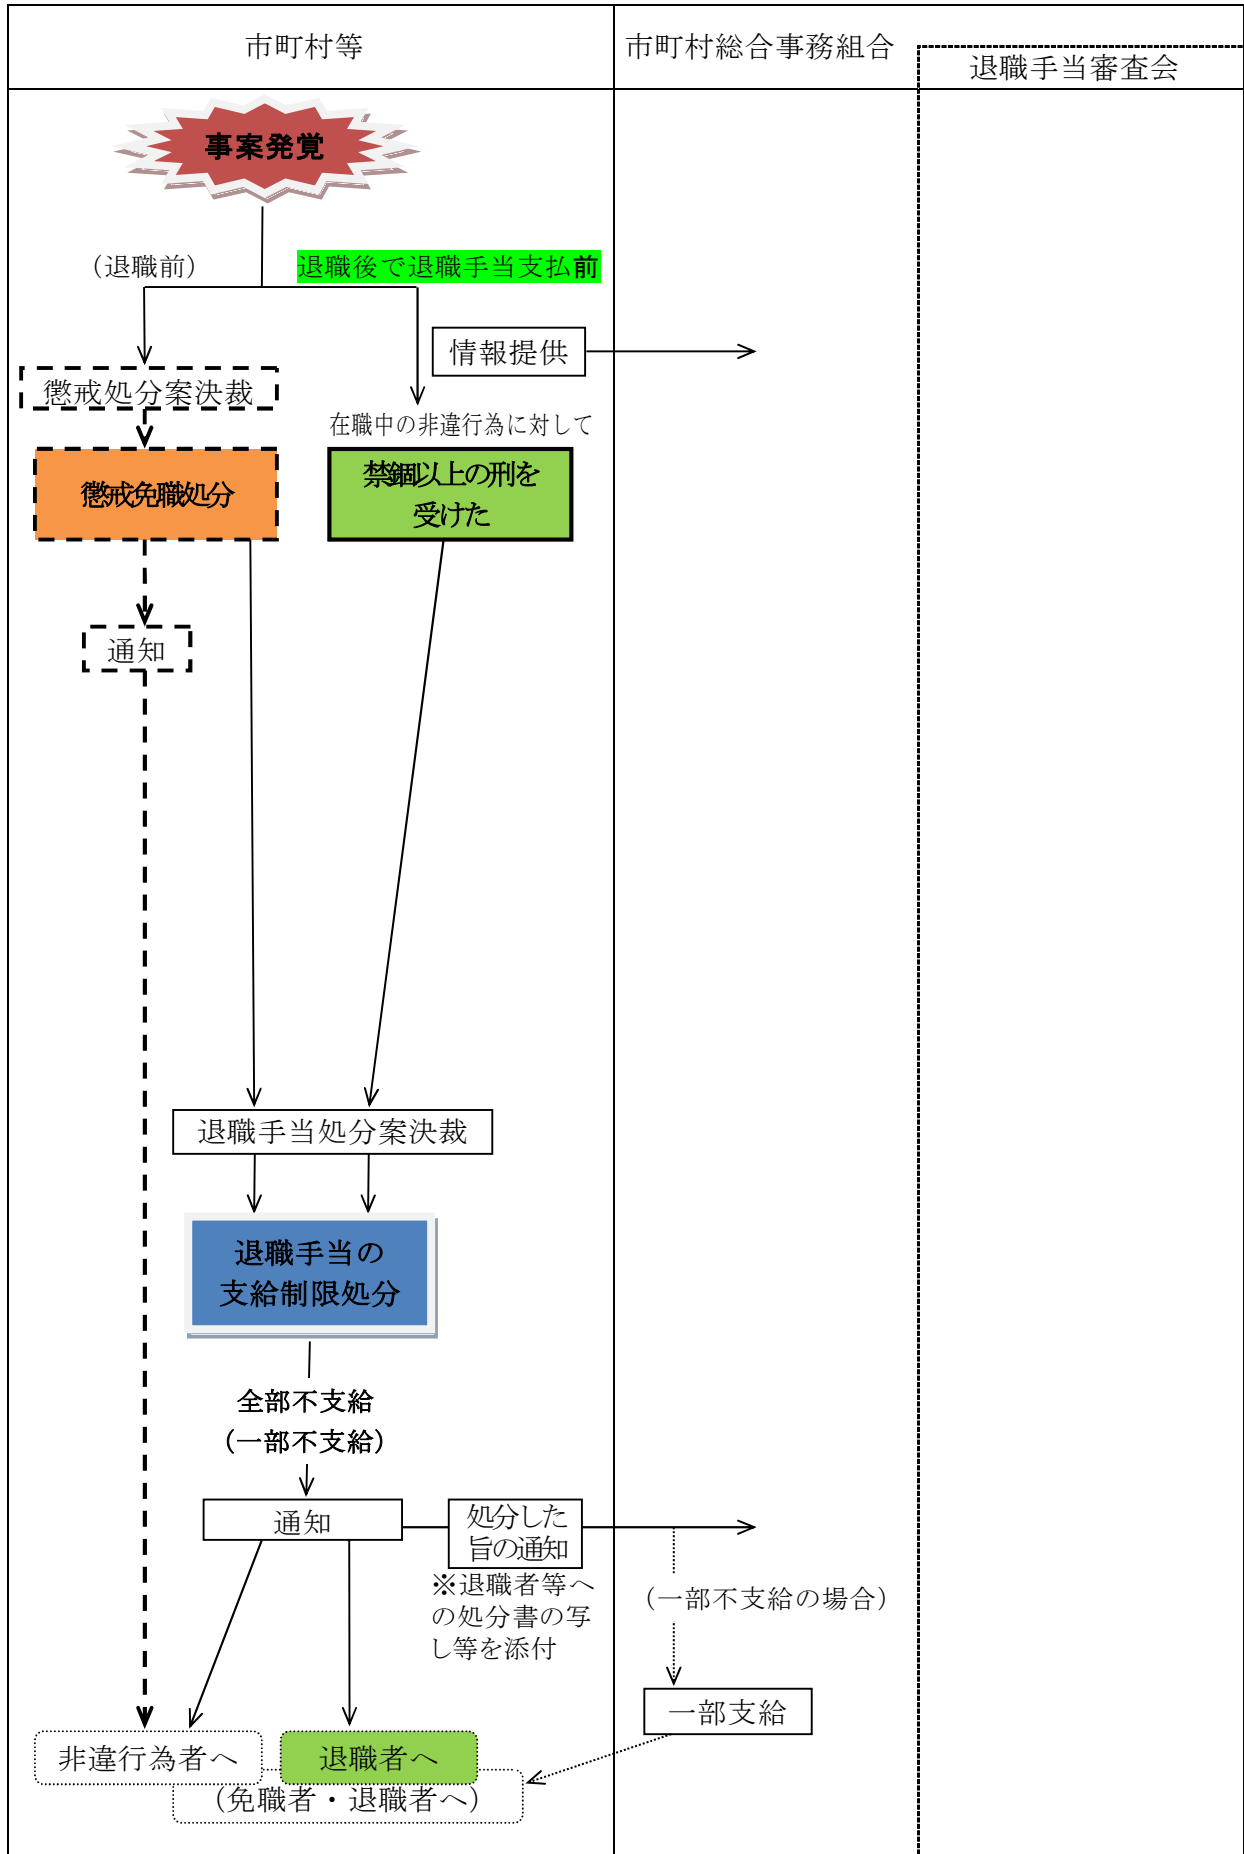 市町村等
市町村総合事務組合
退職手当審査会
事案発覚
（退職前）
退職後で退職手当支払前
情報提供
懲戒処分案決裁
在職中の非違行為に対して
懲戒免職処分
禁錮以上の刑を
受けた
通知
退職手当処分案決裁
退職手当の
支給制限処分
全部不支給
（一部不支給）
通知
処分した
旨の通知
※退職者等へ
の処分書の写
し等を添付
（一部不支給の場合）
一部支給
非違行為者へ
退職者へ
（免職者・退職者へ）